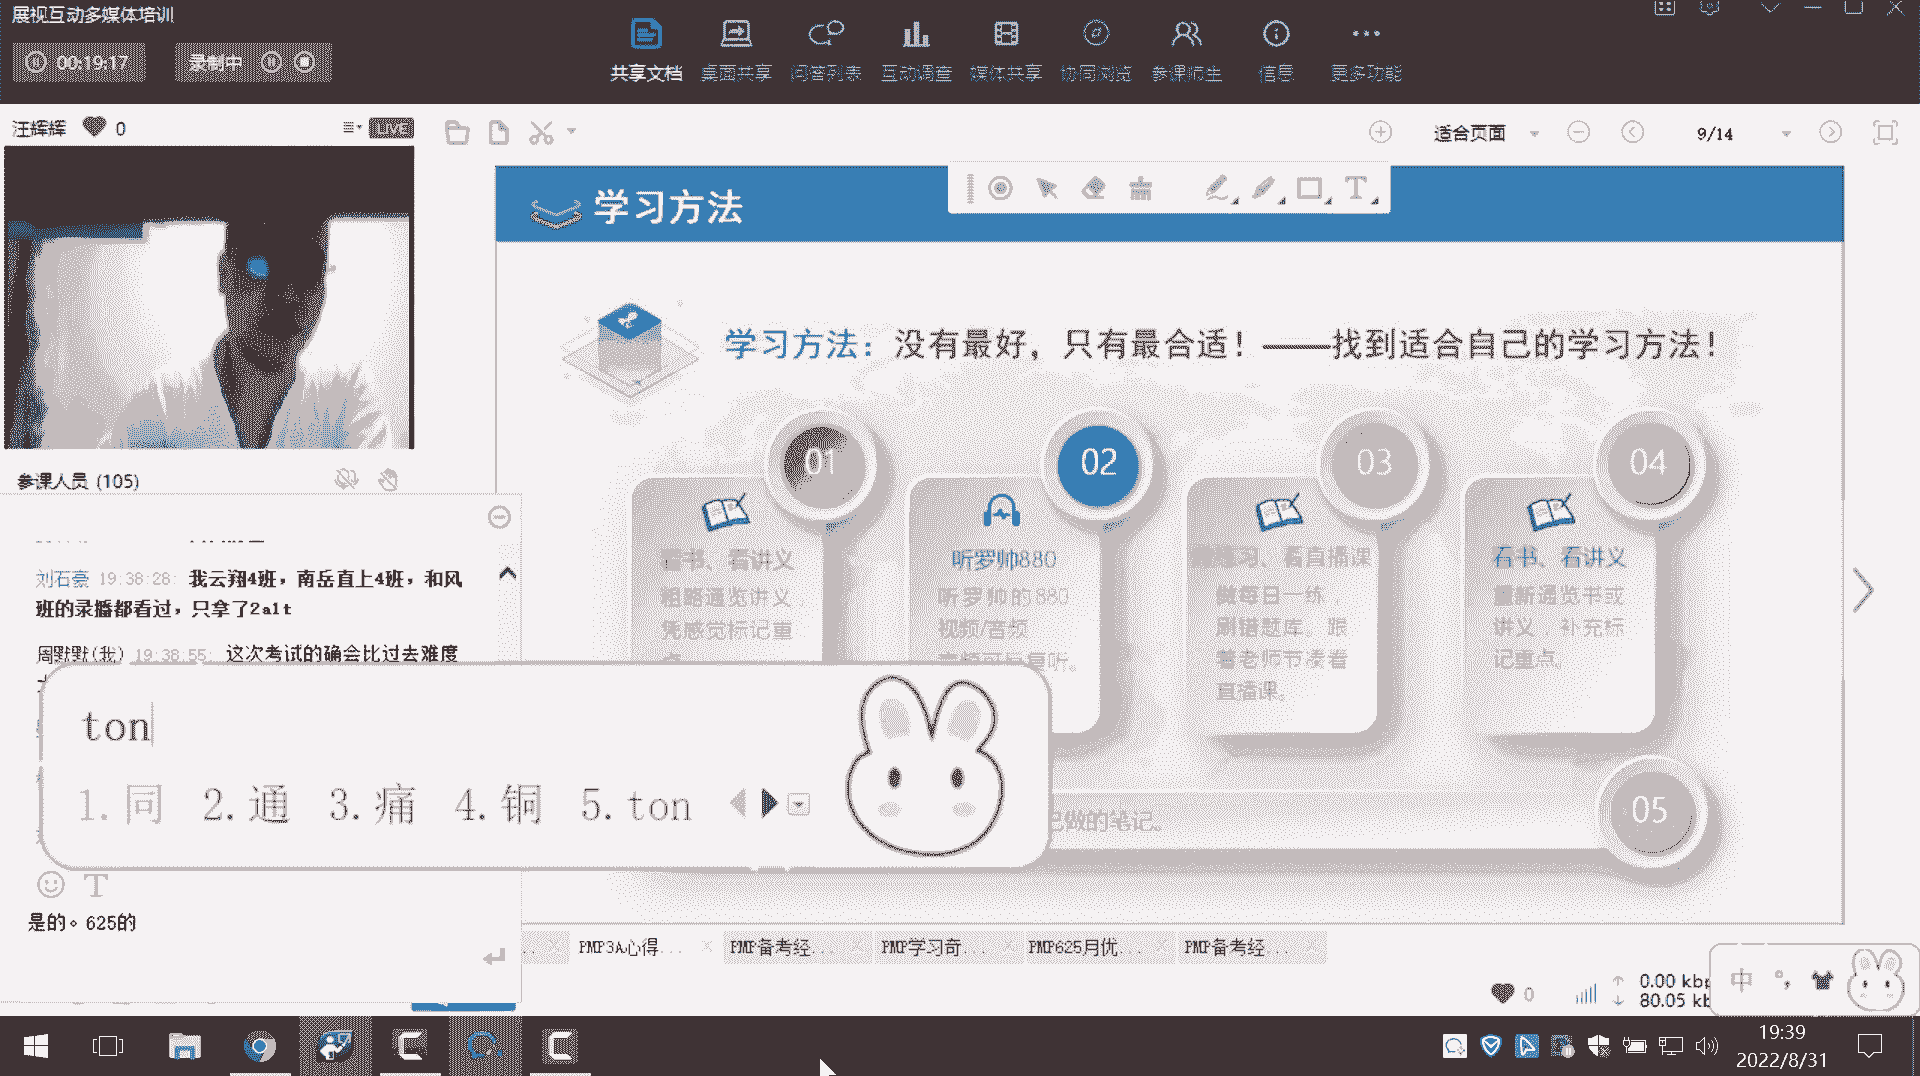 展视互动多媒体培训
00:19:17
录制中
共享文档 桌面共享 问答列表 互动调查 媒体共享 协同浏览 参课师生 信息 更多功能
汪辉辉 0
LIVE
适合页面
9/14
学习方法
学习方法：没有最好，只有最合适！——找到适合自己的学习方法！
01
看书、看讲义
粗略通览讲义
凭感觉标记重
02
听罗帅880
听罗帅的880
视频/音频
03
练习、看直播课
做每日一练，
刷错题库。跟
着老师节凑看
直播课。
04
看书、看讲义
重新通览书或
讲义，补充标
记重点。
05
做的笔记。
参课人员 (105)
刘石豪 19:38:28: 我云翔4班，南岳直上4班，和风
班的录播都看过，只拿了2a1t
周默默(我) 19:38:55: 这次考试的确会比过去难度
ton
1.同 2.通 3.痛 4.铜 5.ton
T
是的。625的
PMP3A心得... PMP备考经... PMP学习奇... PMP625月优... PMP备考经...
0
0.00 kbp
80.05 kb
中
19:39
2022/8/31